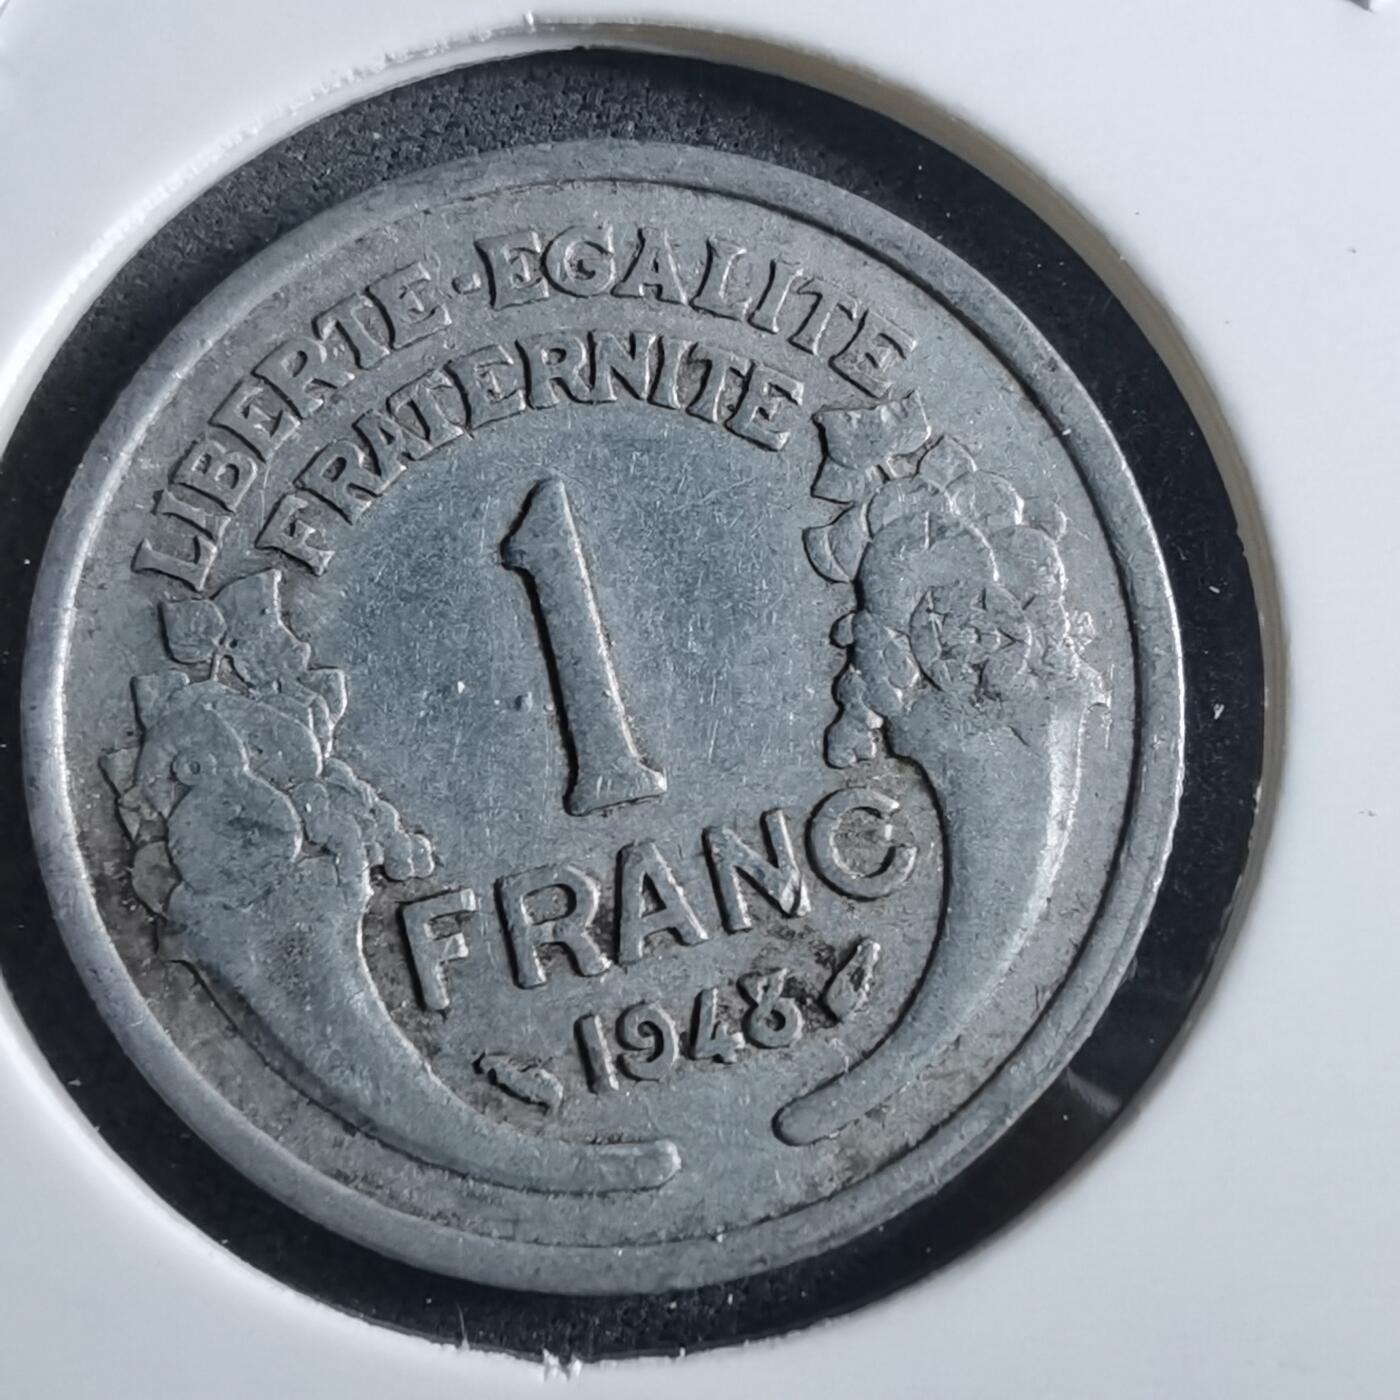 LIBERTE·EGALITE
FRATERNITE
1
FRANC
1948